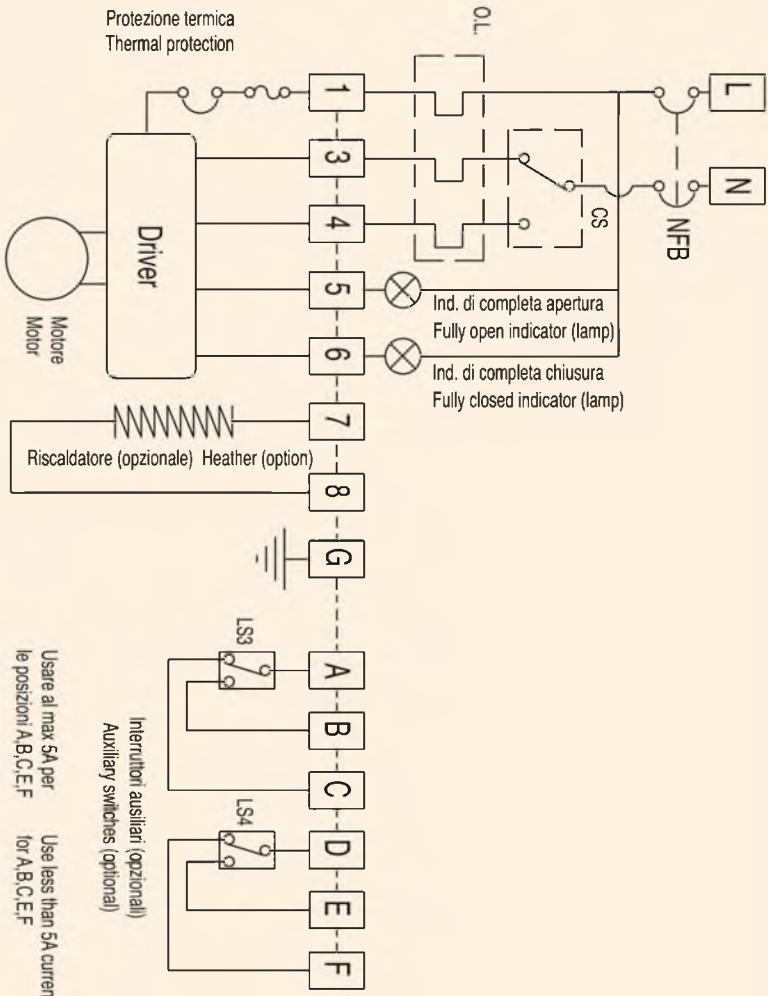 Protezione termica
Thermal protection
O.L.
L
N
NFB
CS
1
3
4
5
6
7
8
G
A
B
C
D
E
F
Driver
Motore
Motor
Ind. di completa apertura
Fully open indicator (lamp)
Ind. di completa chiusura
Fully closed indicator (lamp)
Riscaldatore (opzionale) Heather (option)
LS3
LS4
Interruttori ausiliari (opzionali)
Auxiliary switches (optional)
Usare al max 5A per
le posizioni A,B,C,E,F
Use less than 5A curren
for A,B,C,E,F